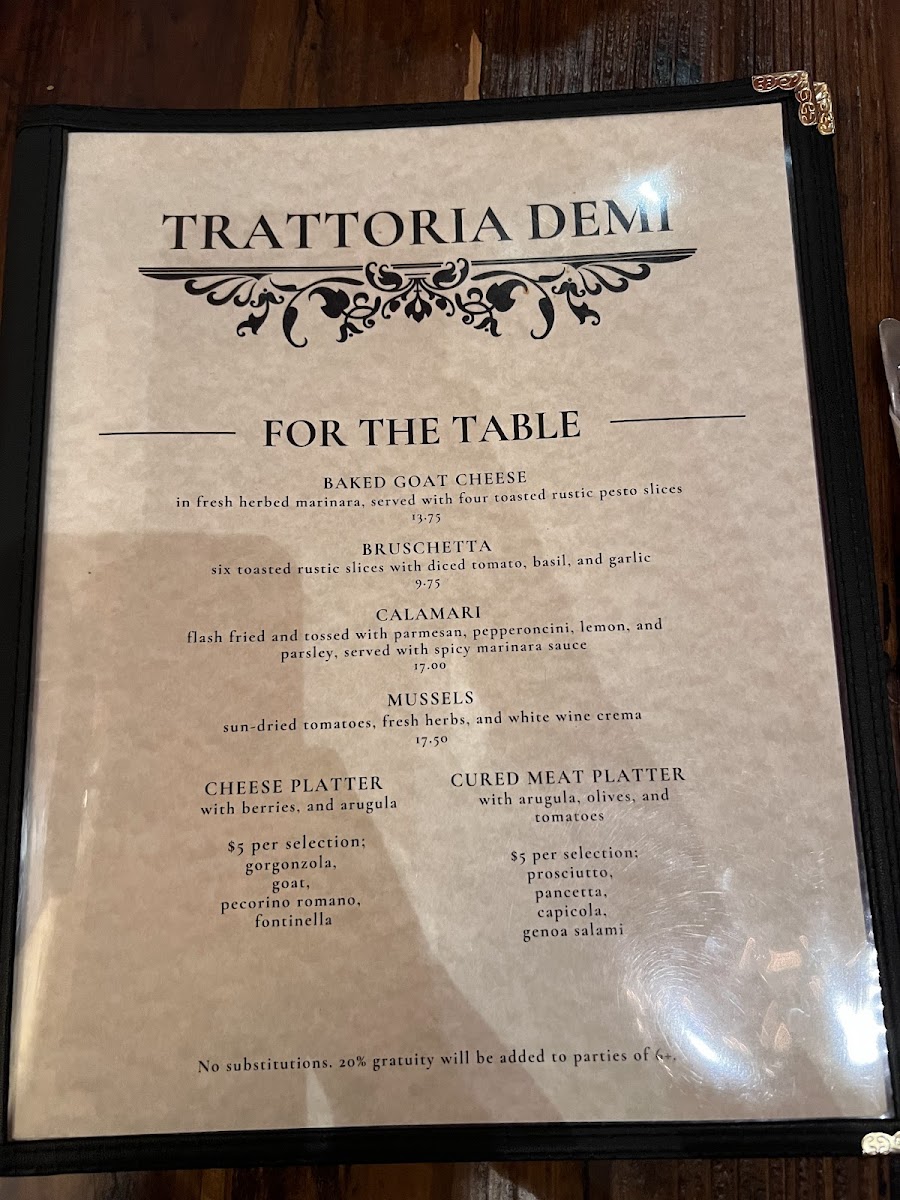 TRATTORIA DEMI
FOR THE TABLE
BAKED GOAT CHEESE
in fresh herbed marinara, served with four toasted rustic pesto slices
13.75
BRUSCHETTA
six toasted rustic slices with diced tomato, basil, and garlic
9.75
CALAMARI
flash fried and tossed with parmesan, pepperoncini, lemon, and
parsley, served with spicy marinara sauce
17.00
MUSSELS
sun-dried tomatoes, fresh herbs, and white wine crema
17.50
CHEESE PLATTER
with berries, and arugula
$5 per selection;
gorgonzola,
goat,
pecorino romano,
fontinella
CURED MEAT PLATTER
with arugula, olives, and
tomatoes
$5 per selection:
prosciutto,
pancetta,
capicola,
genoa salami
No substitutions. 20% gratuity will be added to parties of 6+.